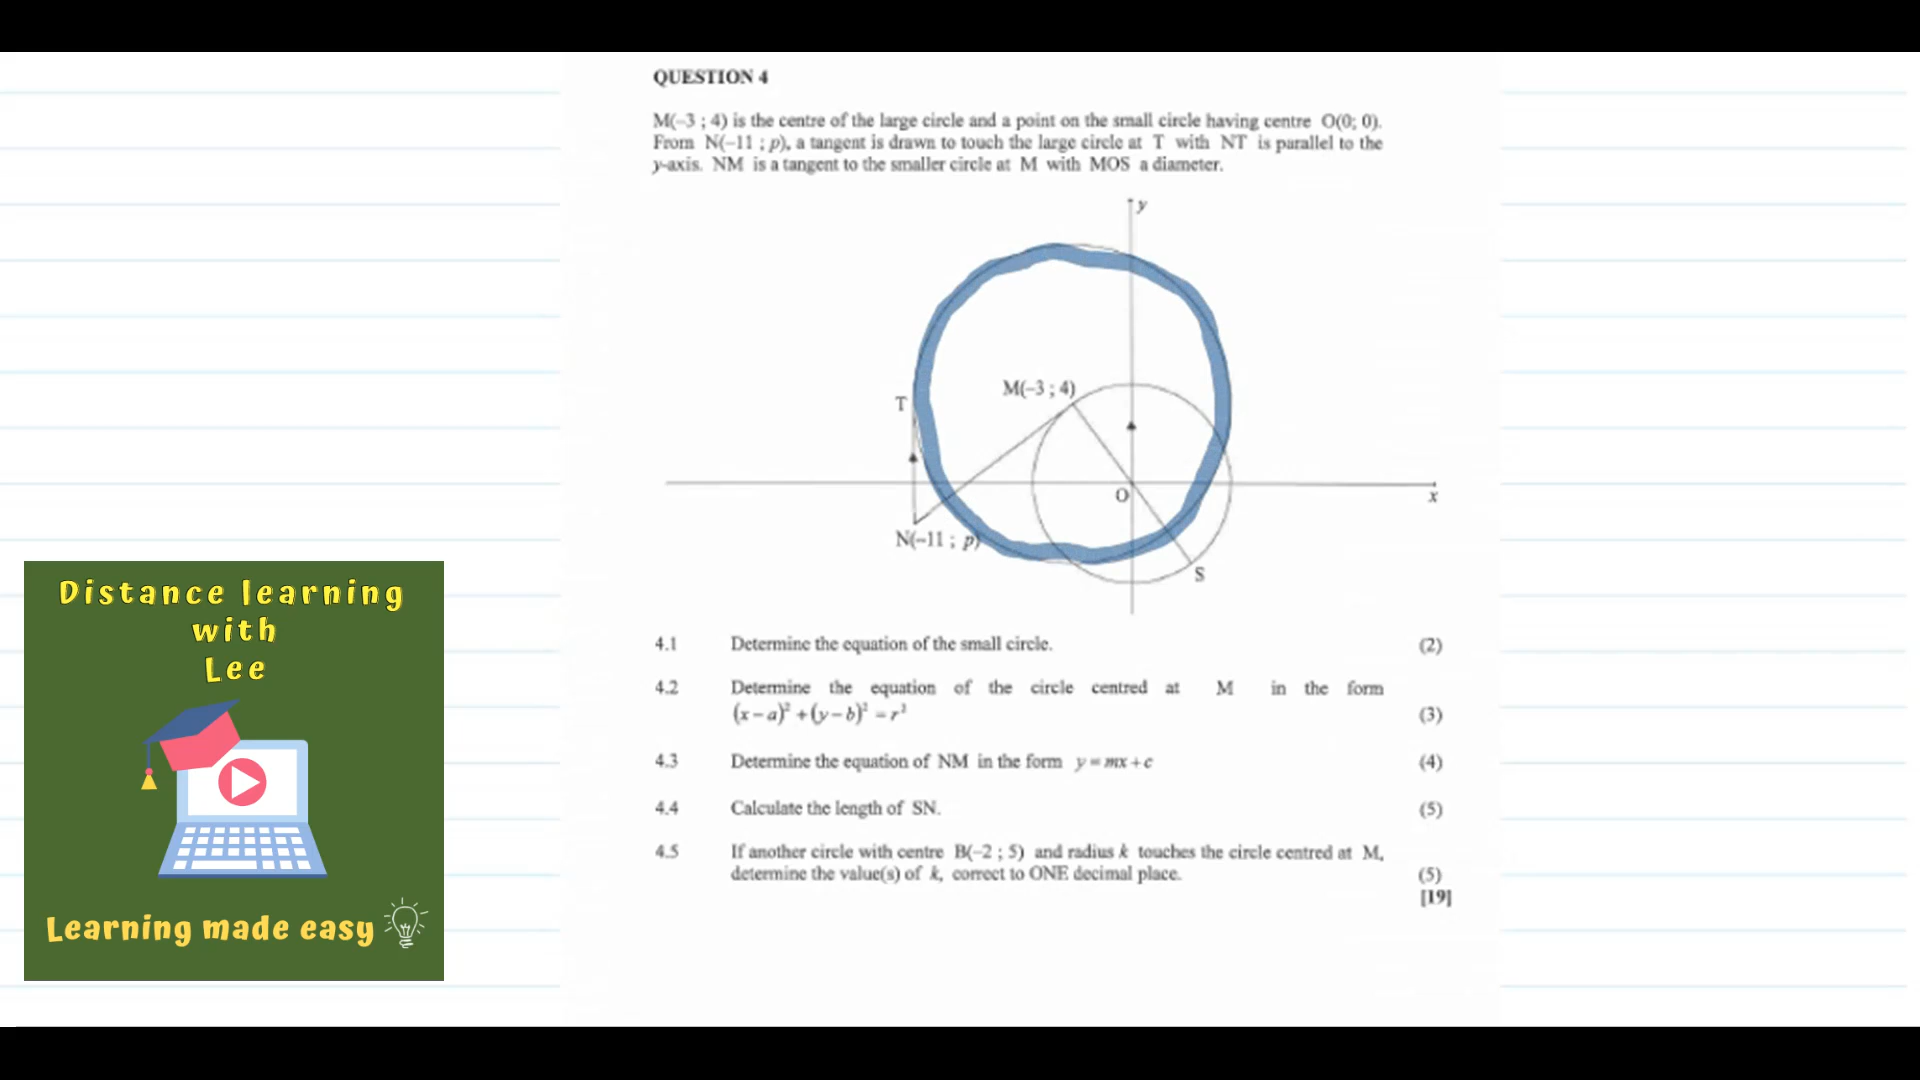 QUESTION 4
M(–3 ; 4) is the centre of the large circle and a point on the small circle having centre O(0; 0).
From N(–11 ; p), a tangent is drawn to touch the large circle at T with NT is parallel to the
y-axis. NM is a tangent to the smaller circle at M with MOS a diameter.
y
M(–3 ; 4)
T
O
x
N(–11 ; p)
S
4.1 Determine the equation of the small circle. (2)
4.2 Determine the equation of the circle centred at M in the form
(x – a)² + (y – b)² = r² (3)
4.3 Determine the equation of NM in the form y = mx + c (4)
4.4 Calculate the length of SN. (5)
4.5 If another circle with centre B(–2 ; 5) and radius k touches the circle centred at M,
determine the value(s) of k, correct to ONE decimal place. (5)
[19]
Distance learning
with
Lee
Learning made easy